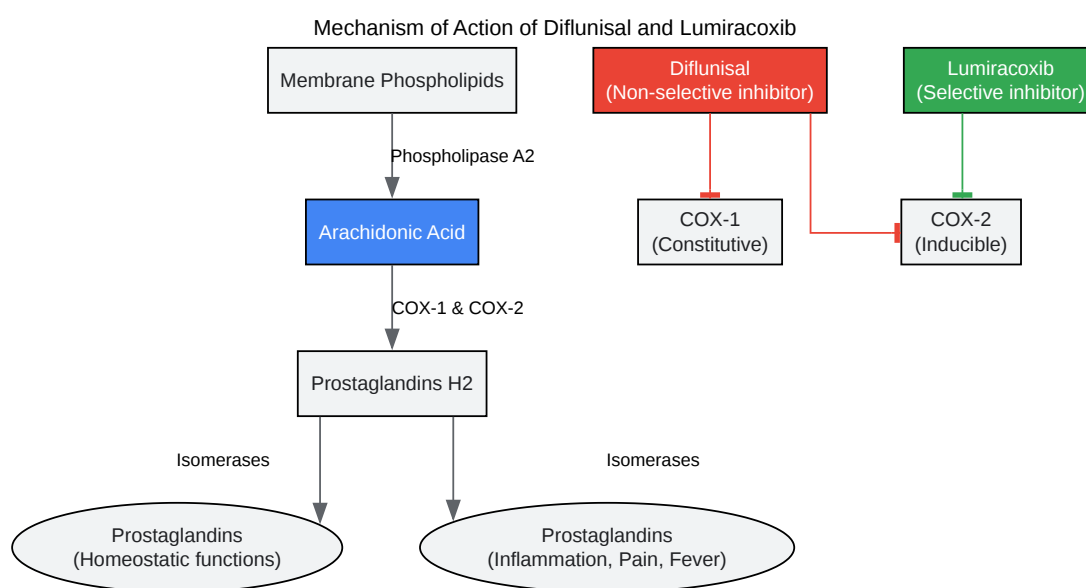 Mechanism of Action of Diflunisal and Lumiracoxib
Membrane Phospholipids
Diflunisal
(Non-selective inhibitor)
Lumiracoxib
(Selective inhibitor)
Phospholipase A2
Arachidonic Acid
COX-1
(Constitutive)
COX-2
(Inducible)
COX-1 & COX-2
Prostaglandins H2
Isomerases
Isomerases
Prostaglandins
(Homeostatic functions)
Prostaglandins
(Inflammation, Pain, Fever)